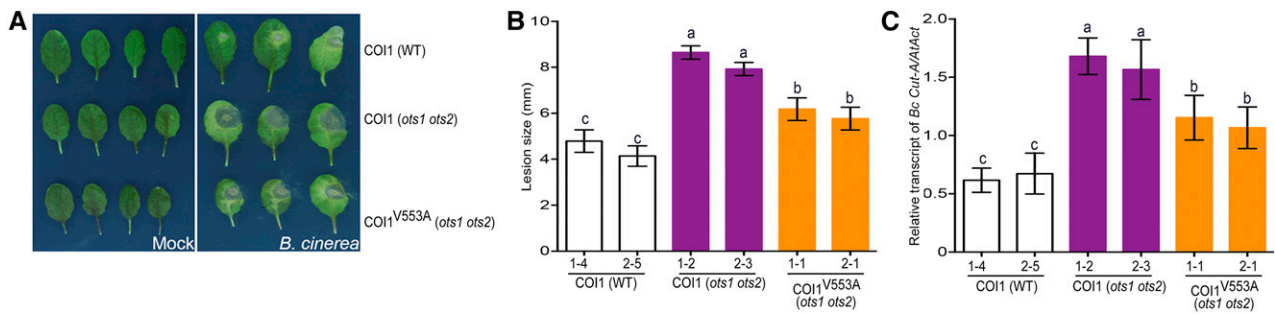 A
COI1 (WT)
COI1 (ots1 ots2)
COI1V553A (ots1 ots2)
Mock
B. cinerea
B
Lesion size (mm)
10
8
6
4
2
0
c
c
a
a
b
b
1-4
2-5
1-2
2-3
1-1
2-1
COI1 (WT)
COI1 (ots1 ots2)
COI1V553A
(ots1 ots2)
C
Relative transcript of Bc Cut-A/AtAct
2.0
1.5
1.0
0.5
0
c
c
a
a
b
b
1-4
2-5
1-2
2-3
1-1
2-1
COI1 (WT)
COI1 (ots1 ots2)
COI1V553A
(ots1 ots2)